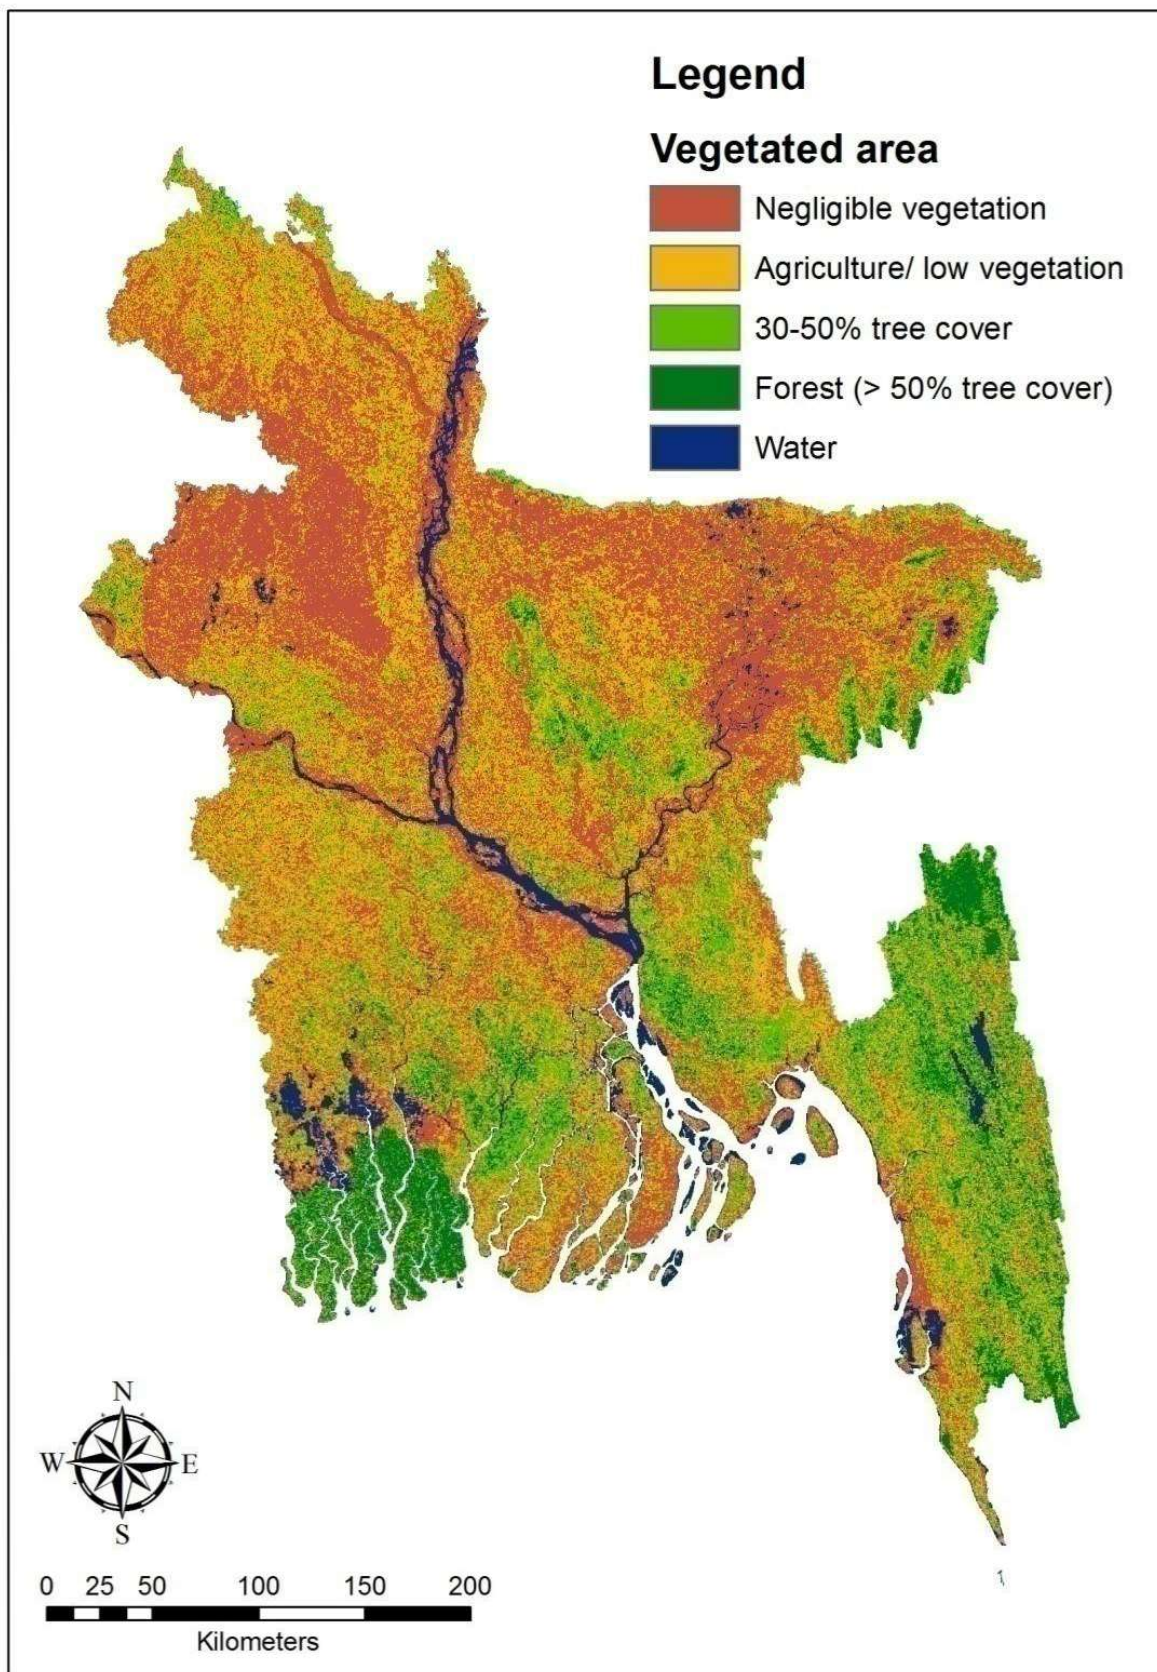 Legend
Vegetated area
Negligible vegetation
Agriculture/ low vegetation
30-50% tree cover
Forest (> 50% tree cover)
Water
N
W E
S
0 25 50 100 150 200
Kilometers